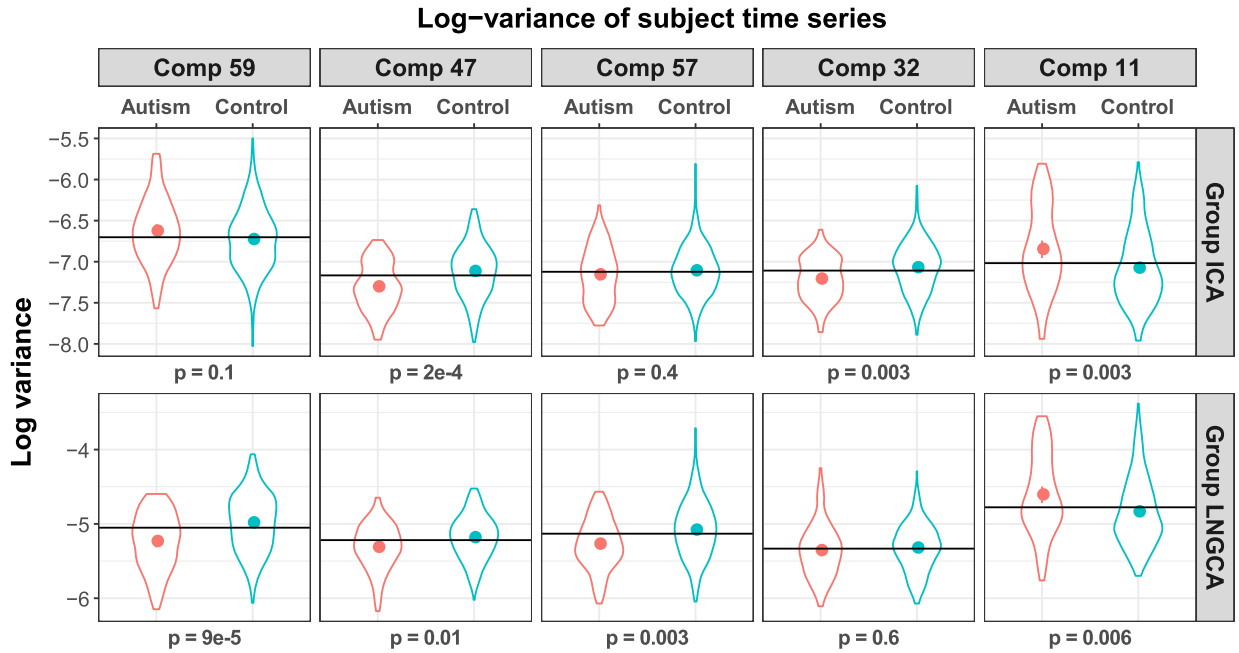 Log−variance of subject time series
Comp 59 Comp 47 Comp 57 Comp 32 Comp 11
Autism Control Autism Control Autism Control Autism Control Autism Control
−5.5
−6.0
−6.5
−7.0
−7.5
−8.0
Group ICA
p = 0.1 p = 2e-4 p = 0.4 p = 0.003 p = 0.003
Log variance
−4
−5
−6
Group LNGCA
p = 9e-5 p = 0.01 p = 0.003 p = 0.6 p = 0.006